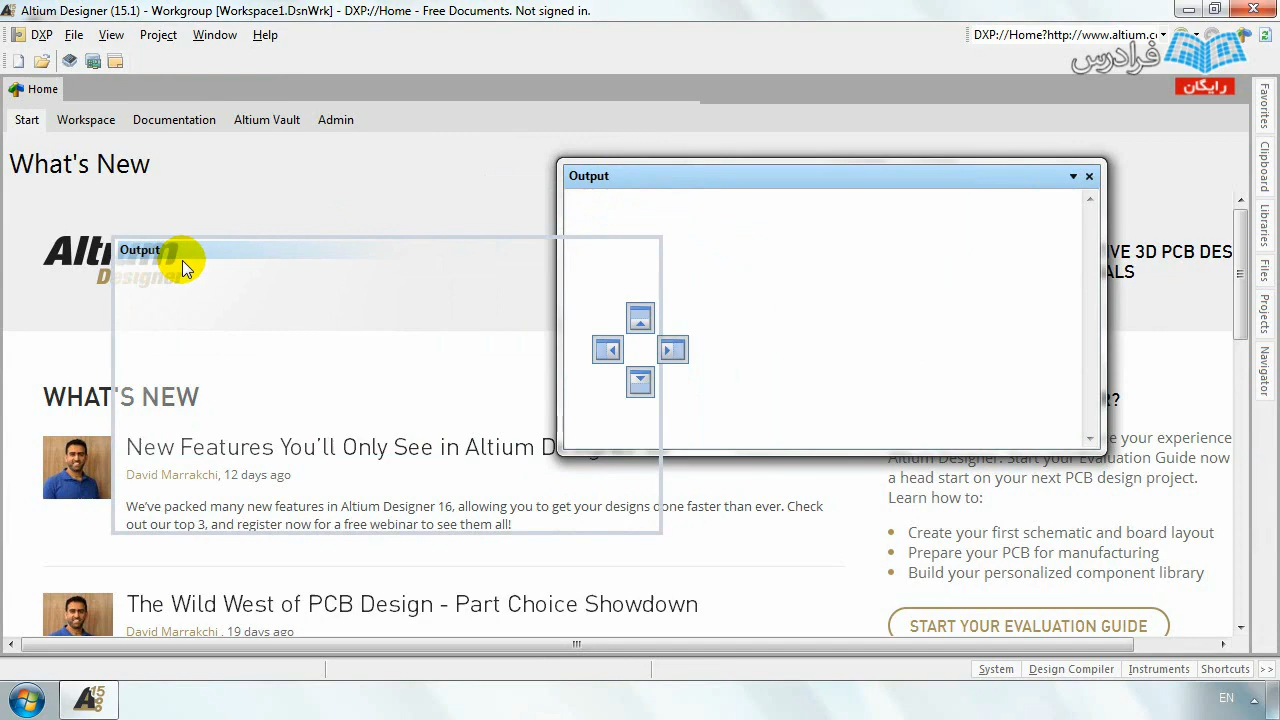 Altium Designer (15.1) - Workgroup [Workspace1.DsnWrk] - DXP://Home - Free Documents. Not signed in.
DXP File View Project Window Help
DXP://Home?http://www.altium.c
فرادرس
رایگان
Home
Start Workspace Documentation Altium Vault Admin
What's New
Output
Output
Designer
VE 3D PCB DES
ALS
WHAT'S NEW
New Features You'll Only See in Altium
David Marrakchi, 12 days ago
We've packed many new features in Altium Designer 16, allowing you to get your designs done faster than ever. Check
out our top 3, and register now for a free webinar to see them all!
The Wild West of PCB Design - Part Choice Showdown
David Marrakchi , 19 days ago
R?
e your experience
Altium Designer. Start your Evaluation Guide now
a head start on your next PCB design project.
Learn how to:
Create your first schematic and board layout
Prepare your PCB for manufacturing
Build your personalized component library
START YOUR EVALUATION GUIDE
Favorites
Clipboard
Libraries
Files
Projects
Navigator
System Design Compiler Instruments Shortcuts >>
EN